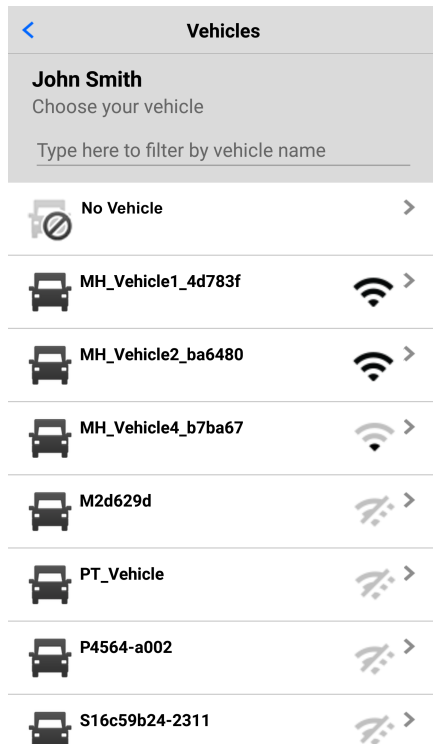 Vehicles
John Smith
Choose your vehicle
Type here to filter by vehicle name
No Vehicle
MH_Vehicle1_4d783f
MH_Vehicle2_ba6480
MH_Vehicle4_b7ba67
M2d629d
PT_Vehicle
P4564-a002
S16c59b24-2311